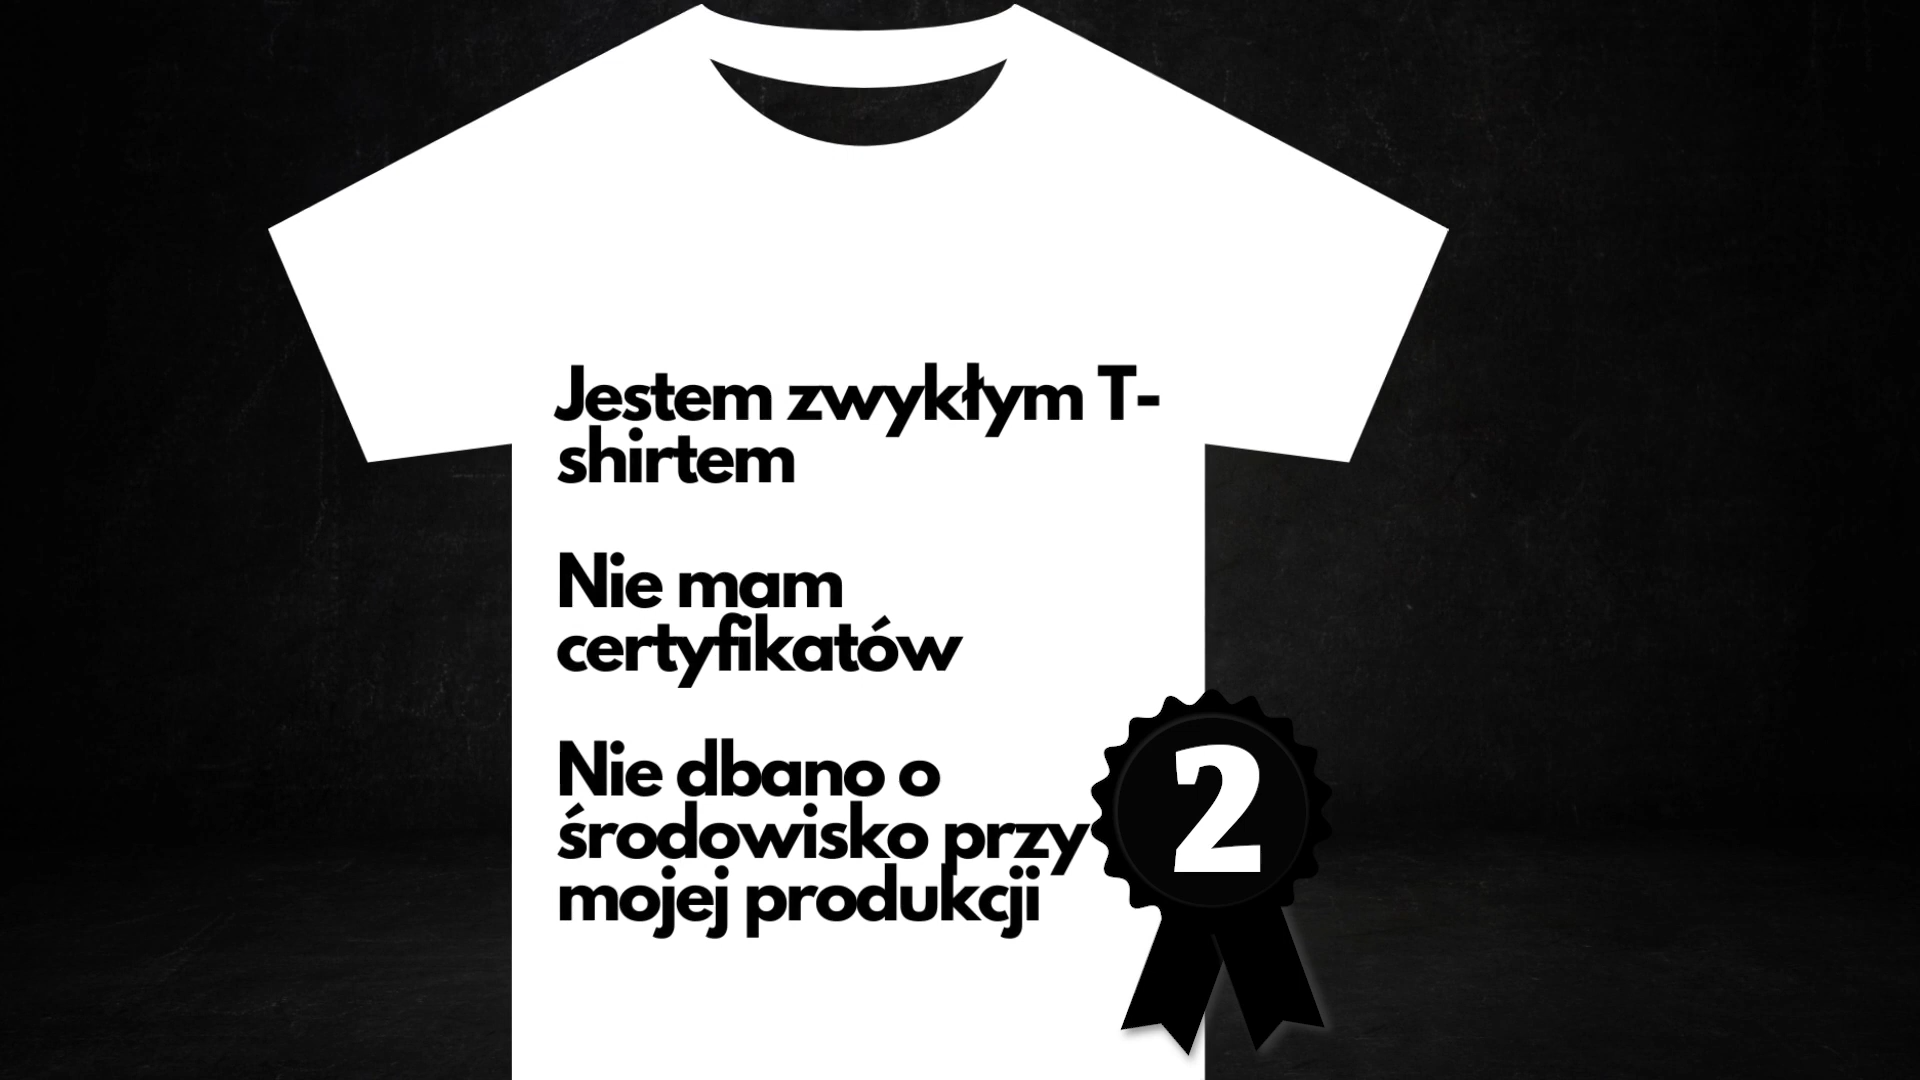 Jestem zwykłym T-
shirtem
Nie mam
certyfikatów
Nie dbano o
środowisko przy
mojej produkcji
2